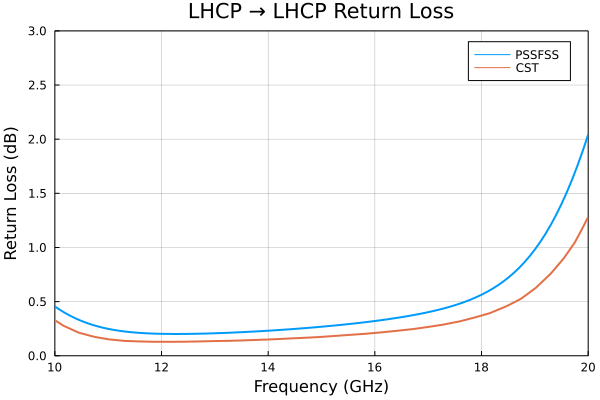 LHCP → LHCP Return Loss
PSSFSS
CST
3.0
2.5
2.0
1.5
1.0
0.5
0.0
Return Loss (dB)
10 12 14 16 18 20
Frequency (GHz)